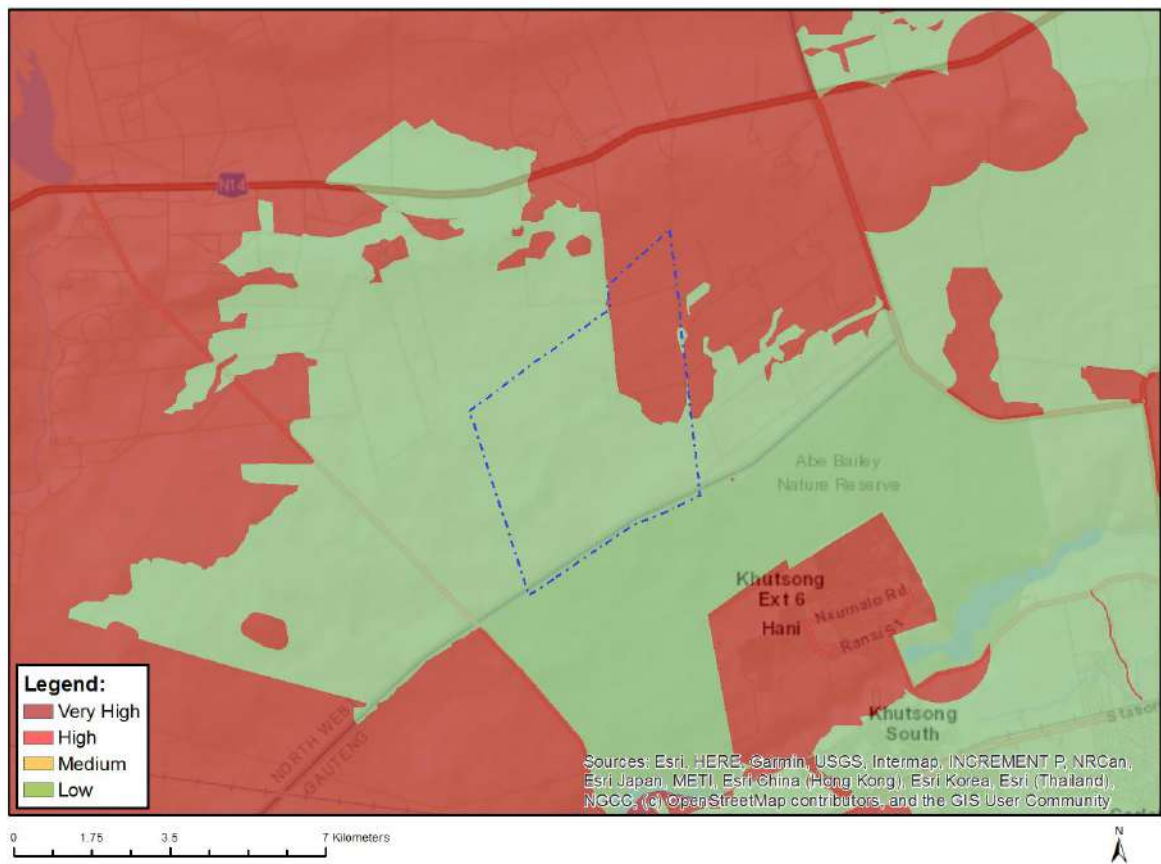 N14
Abe Bailey
Nature Reserve
Khutsong
Ext 6
Hani
Nxumalo Rd
Ransi St
Khutsong
South
NORTH WES
GAUTENG
Legend:
Very High
High
Medium
Low
Sources: Esri, HERE, Garmin, USGS, Intermap, INCREMENT P, NRCan,
Esri Japan, METI, Esri China (Hong Kong), Esri Korea, Esri (Thailand),
NGCC, (c) OpenStreetMap contributors, and the GIS User Community
0 1.75 3.5 7 Kilometers
N